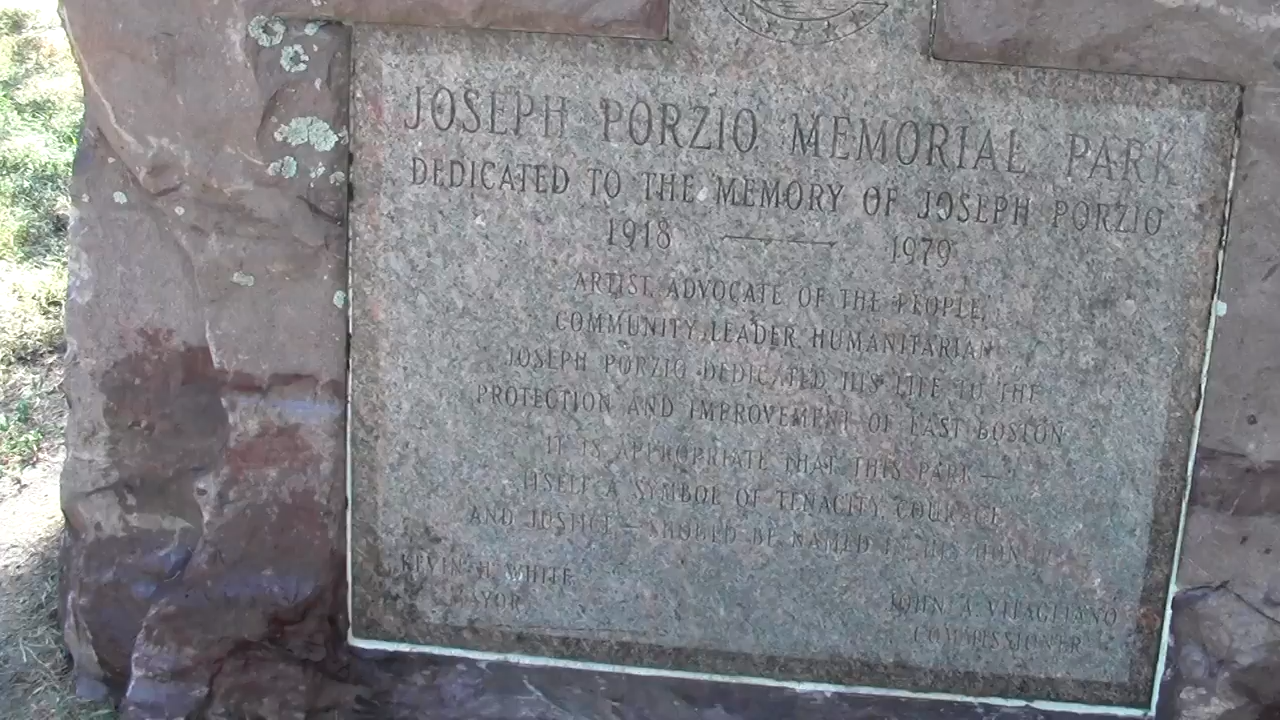 JOSEPH PORZIO MEMORIAL PARK
DEDICATED TO THE MEMORY OF JOSEPH PORZIO
1918 — 1979
ARTIST, ADVOCATE OF THE PEOPLE,
COMMUNITY LEADER, HUMANITARIAN
JOSEPH PORZIO DEDICATED HIS LIFE TO THE
PROTECTION AND IMPROVEMENT OF EAST BOSTON
IT IS APPROPRIATE THAT THIS PARK —
ITSELF A SYMBOL OF TENACITY, COURAGE
AND JUSTICE — SHOULD BE NAMED IN HIS HONOR
KEVIN H. WHITE
MAYOR
JOHN A. VITAGLIANO
COMMISSIONER